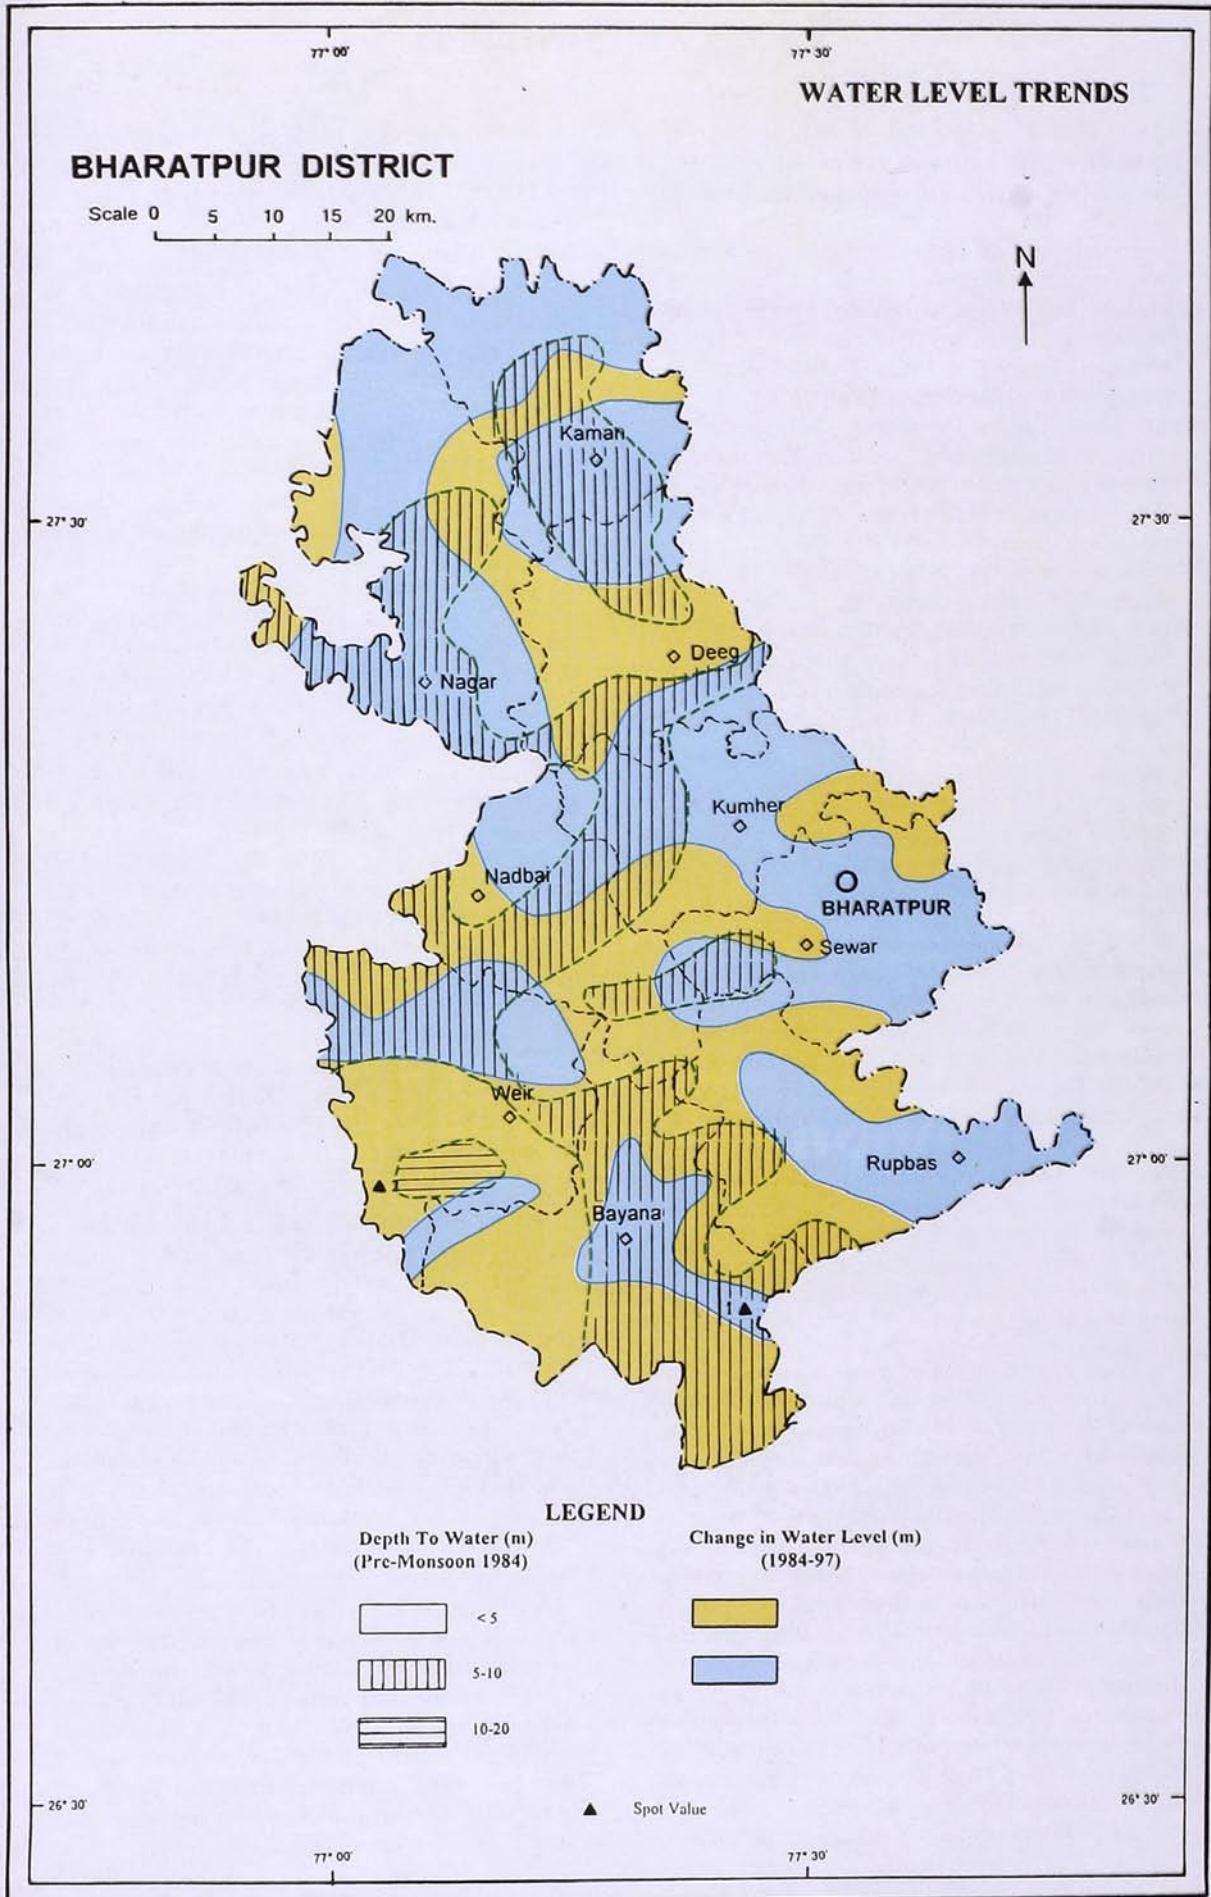 77° 00'
77° 30'
WATER LEVEL TRENDS
BHARATPUR DISTRICT
Scale 0 5 10 15 20 km.
N
Kaman
27° 30'
27° 30'
Deeg
Nagar
Kumher
Nadbai
BHARATPUR
Sewar
Weir
27° 00'
27° 00'
Rupbas
1
Bayana
1
LEGEND
Depth To Water (m)
(Pre-Monsoon 1984)
Change in Water Level (m)
(1984-97)
< 5
5-10
10-20
Spot Value
26° 30'
26° 30'
77° 00'
77° 30'